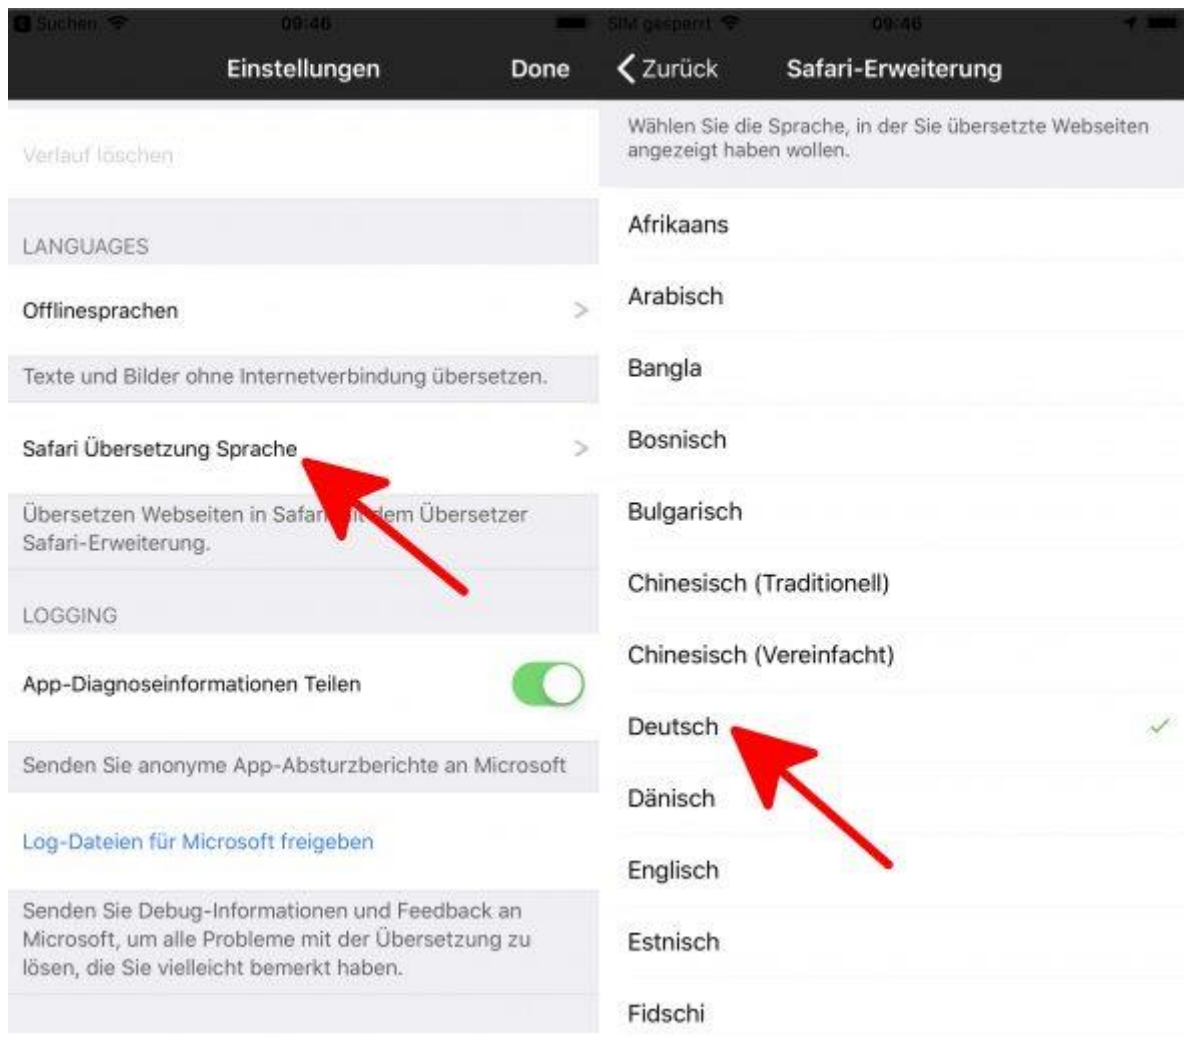 Suchen
09:46
Einstellungen
Done
Verlauf löschen
LANGUAGES
Offlinesprachen
Texte und Bilder ohne Internetverbindung übersetzen.
Safari Übersetzung Sprache
Übersetzen Webseiten in Safari dem Übersetzer
Safari-Erweiterung.
LOGGING
App-Diagnoseinformationen Teilen
Senden Sie anonyme App-Absturzberichte an Microsoft
Log-Dateien für Microsoft freigeben
Senden Sie Debug-Informationen und Feedback an
Microsoft, um alle Probleme mit der Übersetzung zu
lösen, die Sie vielleicht bemerkt haben.
SIM gesperrt
09:46
Zurück
Safari-Erweiterung
Wählen Sie die Sprache, in der Sie übersetzte Webseiten
angezeigt haben wollen.
Afrikaans
Arabisch
Bangla
Bosnisch
Bulgarisch
Chinesisch (Traditionell)
Chinesisch (Vereinfacht)
Deutsch
Dänisch
Englisch
Estnisch
Fidschi